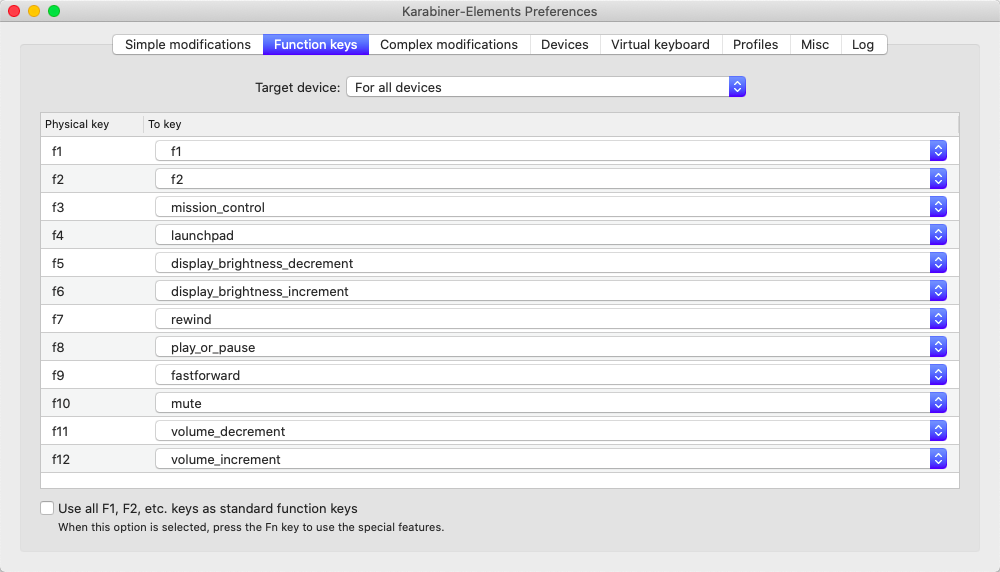 Karabiner-Elements Preferences
Simple modifications Function keys Complex modifications Devices Virtual keyboard Profiles Misc Log
Target device: For all devices
Physical key To key
f1 f1
f2 f2
f3 mission_control
f4 launchpad
f5 display_brightness_decrement
f6 display_brightness_increment
f7 rewind
f8 play_or_pause
f9 fastforward
f10 mute
f11 volume_decrement
f12 volume_increment
Use all F1, F2, etc. keys as standard function keys
When this option is selected, press the Fn key to use the special features.